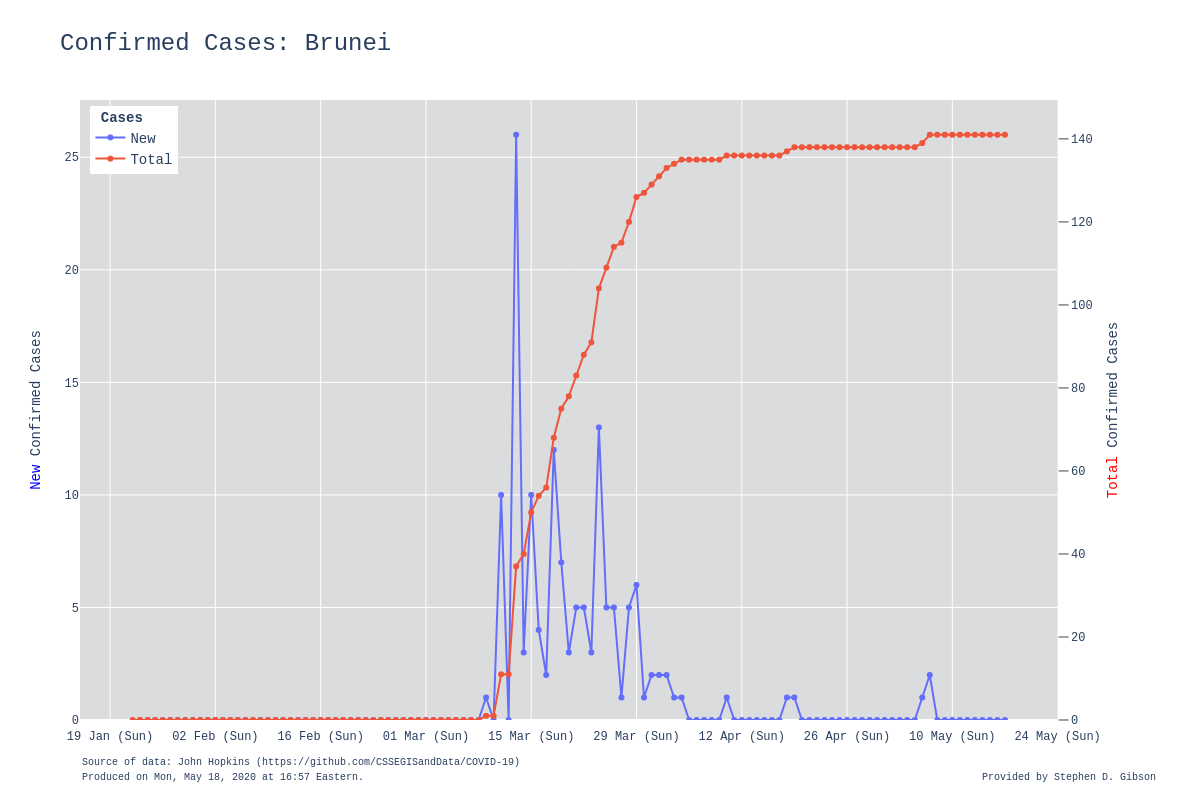 Confirmed Cases: Brunei
Cases
New
Total
25
20
15
10
5
0
140
120
100
80
60
40
20
0
New Confirmed Cases
Total Confirmed Cases
19 Jan (Sun) 02 Feb (Sun) 16 Feb (Sun) 01 Mar (Sun) 15 Mar (Sun) 29 Mar (Sun) 12 Apr (Sun) 26 Apr (Sun) 10 May (Sun) 24 May (Sun)
Source of data: John Hopkins (https://github.com/CSSEGISandData/COVID-19)
Produced on Mon, May 18, 2020 at 16:57 Eastern.
Provided by Stephen D. Gibson